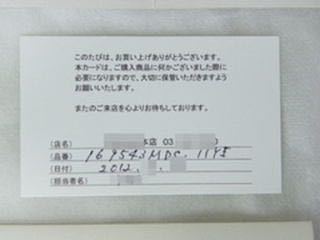 このたびは、お買い上げありがとうございます。
本カードは、ご購入商品に何かございました際に
必要になりますので、大切に保管いただきますよう
お願いいたします。
またのご来店を心よりお待ちしております。
(店名) 本店 03
(品番) 169543MDC. 11
(日付) 2012. .
(担当者名)